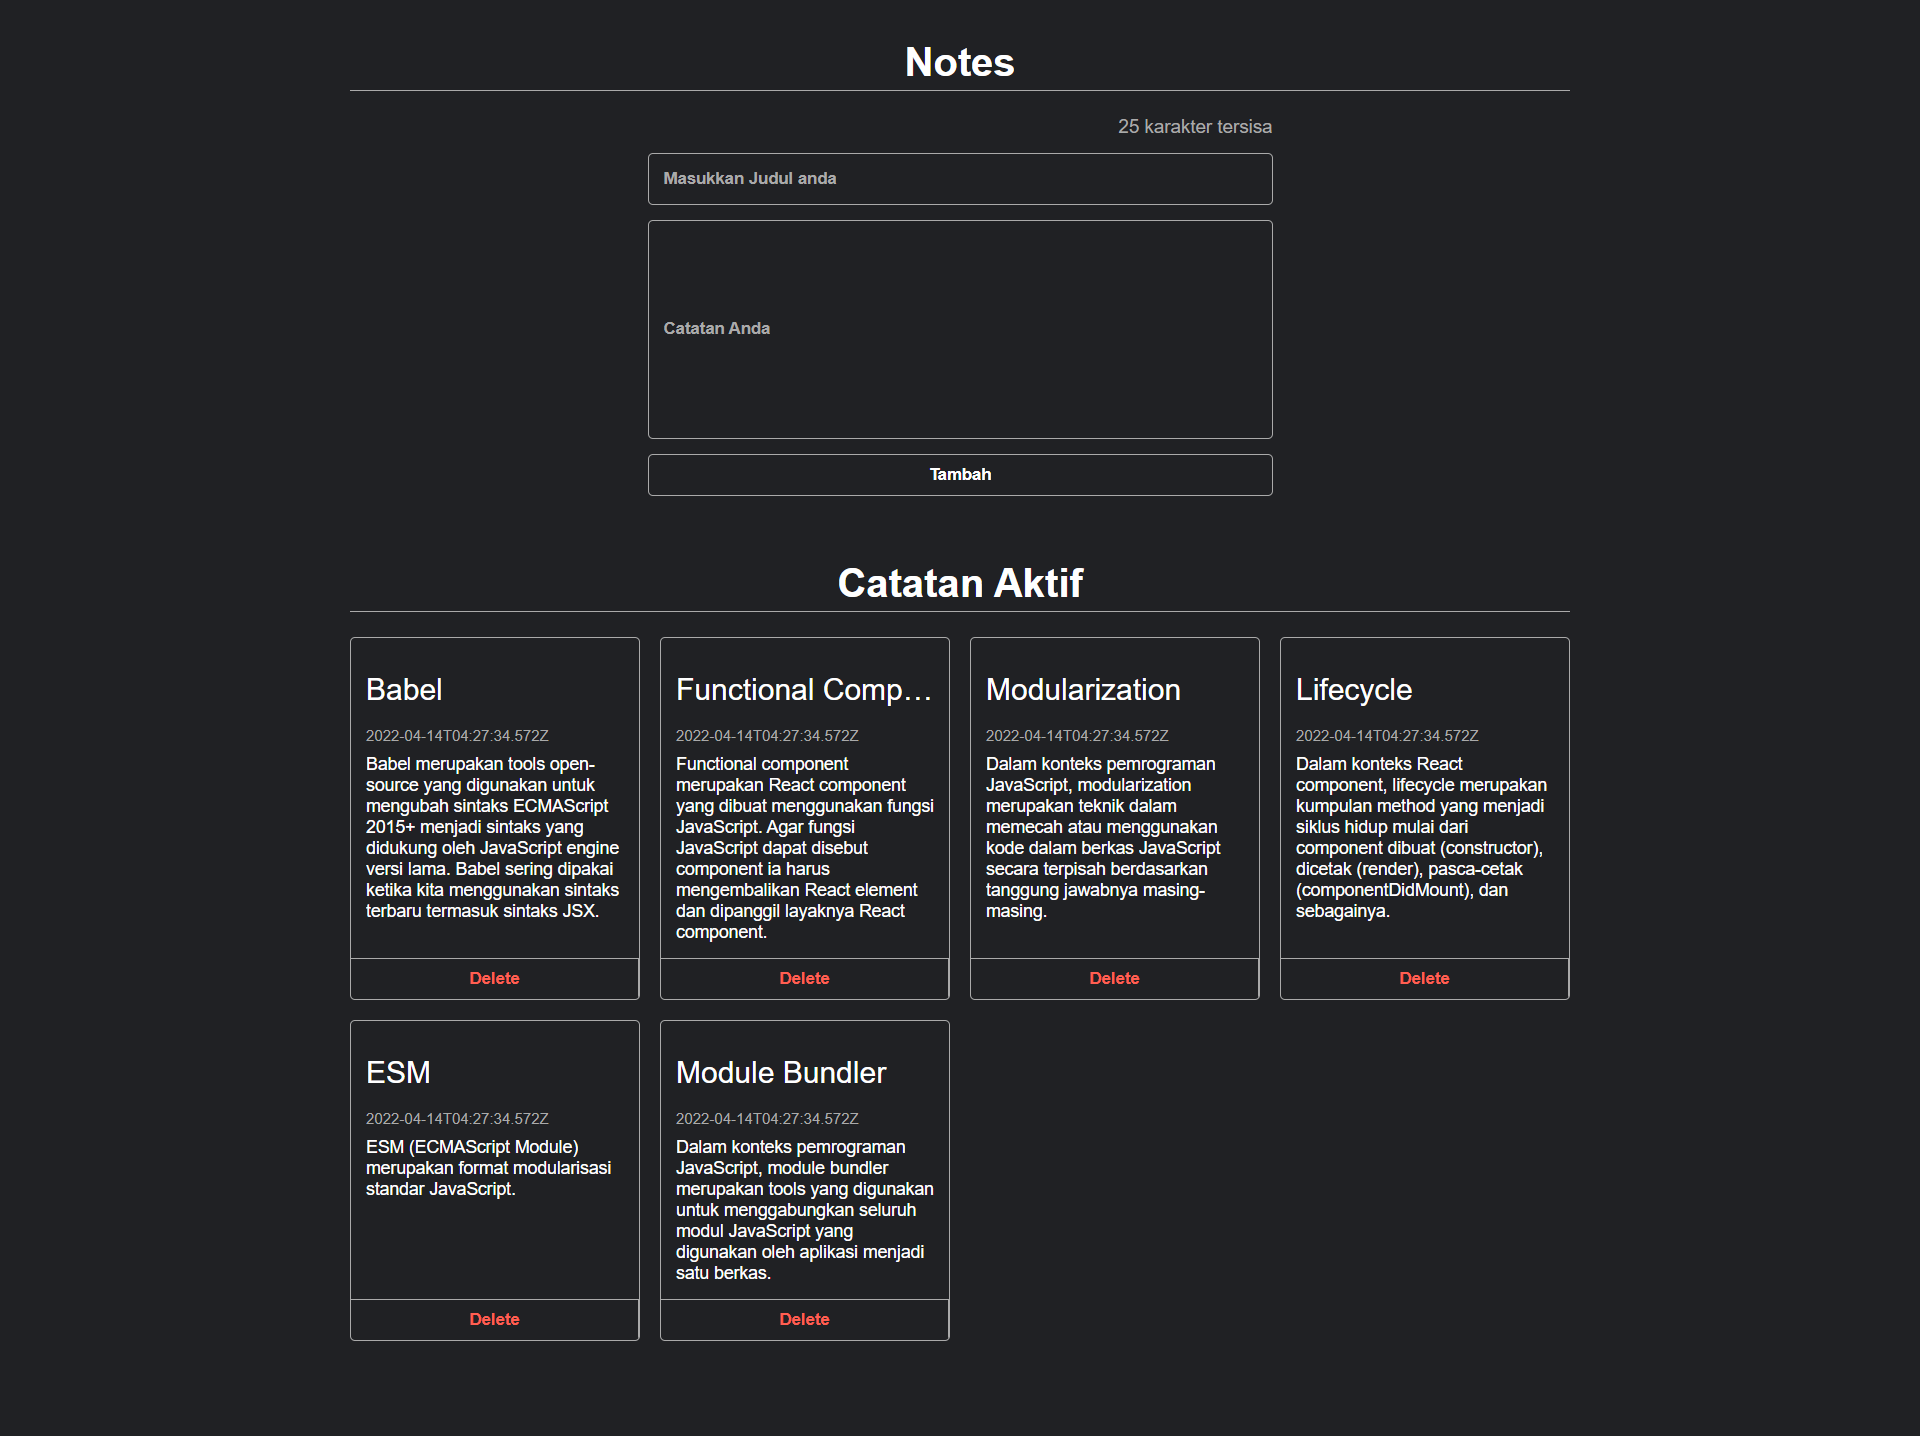 Notes
25 karakter tersisa
Masukkan Judul anda
Catatan Anda
Tambah
Catatan Aktif
Babel
2022-04-14T04:27:34.572Z
Babel merupakan tools open-
source yang digunakan untuk
mengubah sintaks ECMAScript
2015+ menjadi sintaks yang
didukung oleh JavaScript engine
versi lama. Babel sering dipakai
ketika kita menggunakan sintaks
terbaru termasuk sintaks JSX.
Delete
Functional Comp…
2022-04-14T04:27:34.572Z
Functional component
merupakan React component
yang dibuat menggunakan fungsi
JavaScript. Agar fungsi
JavaScript dapat disebut
component ia harus
mengembalikan React element
dan dipanggil layaknya React
component.
Delete
Modularization
2022-04-14T04:27:34.572Z
Dalam konteks pemrograman
JavaScript, modularization
merupakan teknik dalam
memecah atau menggunakan
kode dalam berkas JavaScript
secara terpisah berdasarkan
tanggung jawabnya masing-
masing.
Delete
Lifecycle
2022-04-14T04:27:34.572Z
Dalam konteks React
component, lifecycle merupakan
kumpulan method yang menjadi
siklus hidup mulai dari
component dibuat (constructor),
dicetak (render), pasca-cetak
(componentDidMount), dan
sebagainya.
Delete
ESM
2022-04-14T04:27:34.572Z
ESM (ECMAScript Module)
merupakan format modularisasi
standar JavaScript.
Delete
Module Bundler
2022-04-14T04:27:34.572Z
Dalam konteks pemrograman
JavaScript, module bundler
merupakan tools yang digunakan
untuk menggabungkan seluruh
modul JavaScript yang
digunakan oleh aplikasi menjadi
satu berkas.
Delete